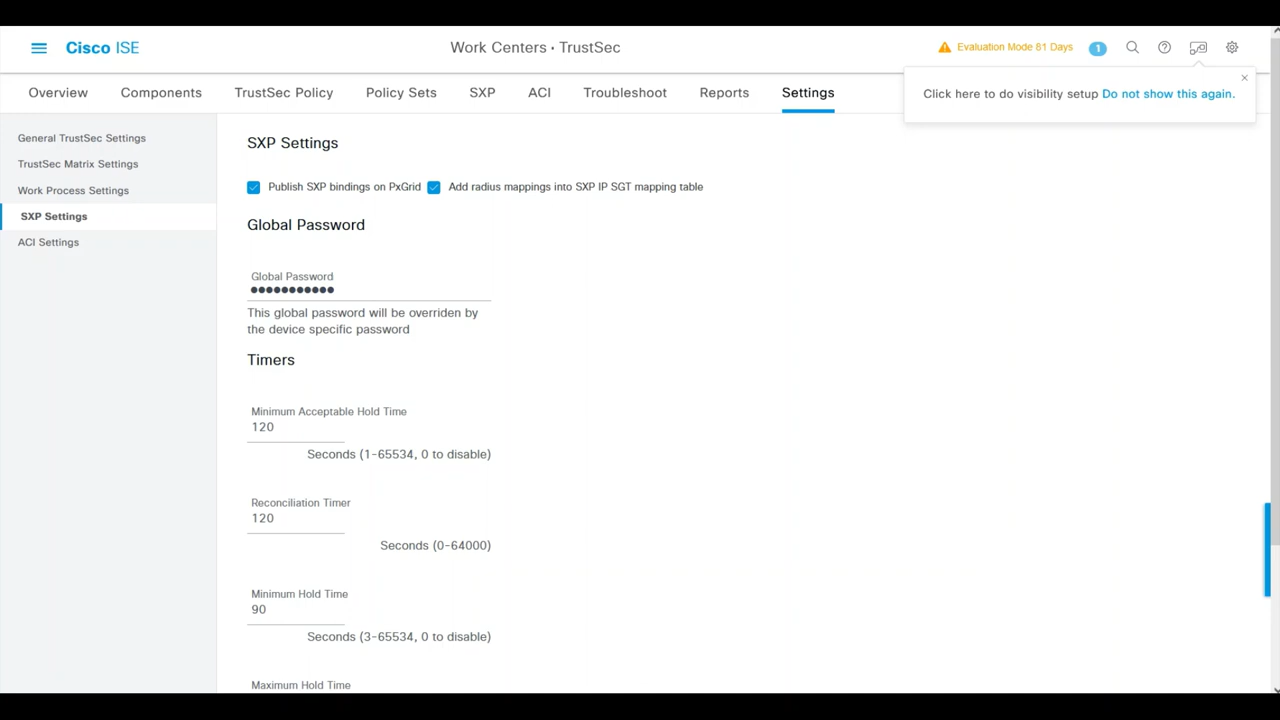 Cisco ISE
Work Centers · TrustSec
Evaluation Mode 81 Days
1
Overview
Components
TrustSec Policy
Policy Sets
SXP
ACI
Troubleshoot
Reports
Settings
Click here to do visibility setup Do not show this again.
General TrustSec Settings
TrustSec Matrix Settings
Work Process Settings
SXP Settings
ACI Settings
SXP Settings
Publish SXP bindings on PxGrid
Add radius mappings into SXP IP SGT mapping table
Global Password
Global Password
●●●●●●●●●●●
This global password will be overriden by
the device specific password
Timers
Minimum Acceptable Hold Time
120
Seconds (1-65534, 0 to disable)
Reconciliation Timer
120
Seconds (0-64000)
Minimum Hold Time
90
Seconds (3-65534, 0 to disable)
Maximum Hold Time